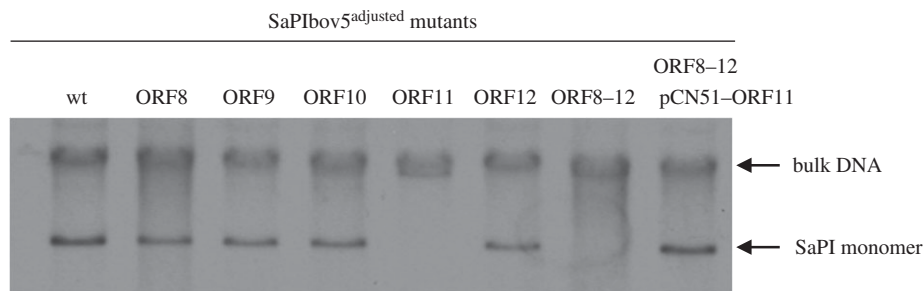 SaPIbov5adjusted mutants
ORF8–12
wt ORF8 ORF9 ORF10 ORF11 ORF12 ORF8–12 pCN51–ORF11
bulk DNA
SaPI monomer